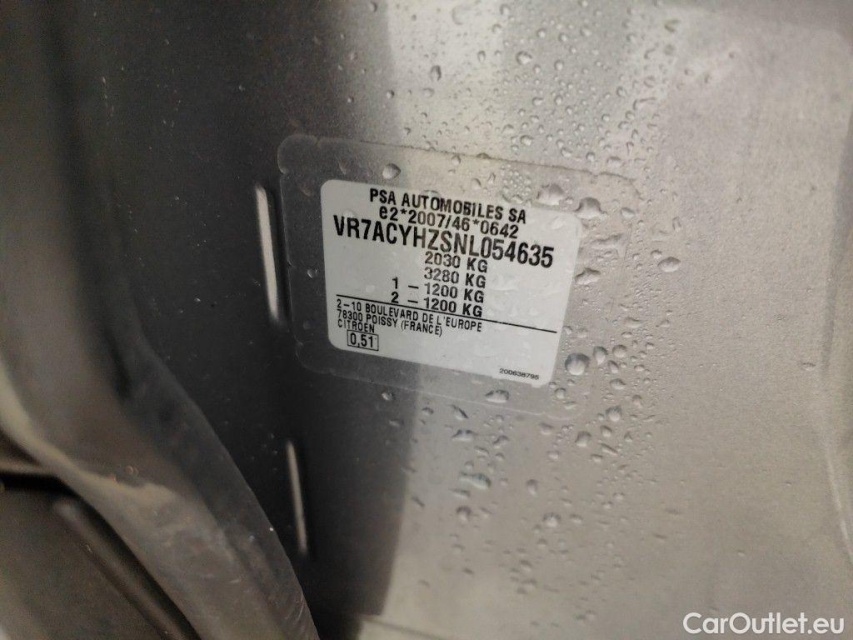 PSA AUTOMOBILES SA
e2*2007/46*0642
VR7ACYHZSNL054635
2030 KG
3280 KG
1 - 1200 KG
2 - 1200 KG
2-10 BOULEVARD DE L'EUROPE
78300 POISSY (FRANCE)
CITROEN
0,51
200938796
CarOutlet.eu